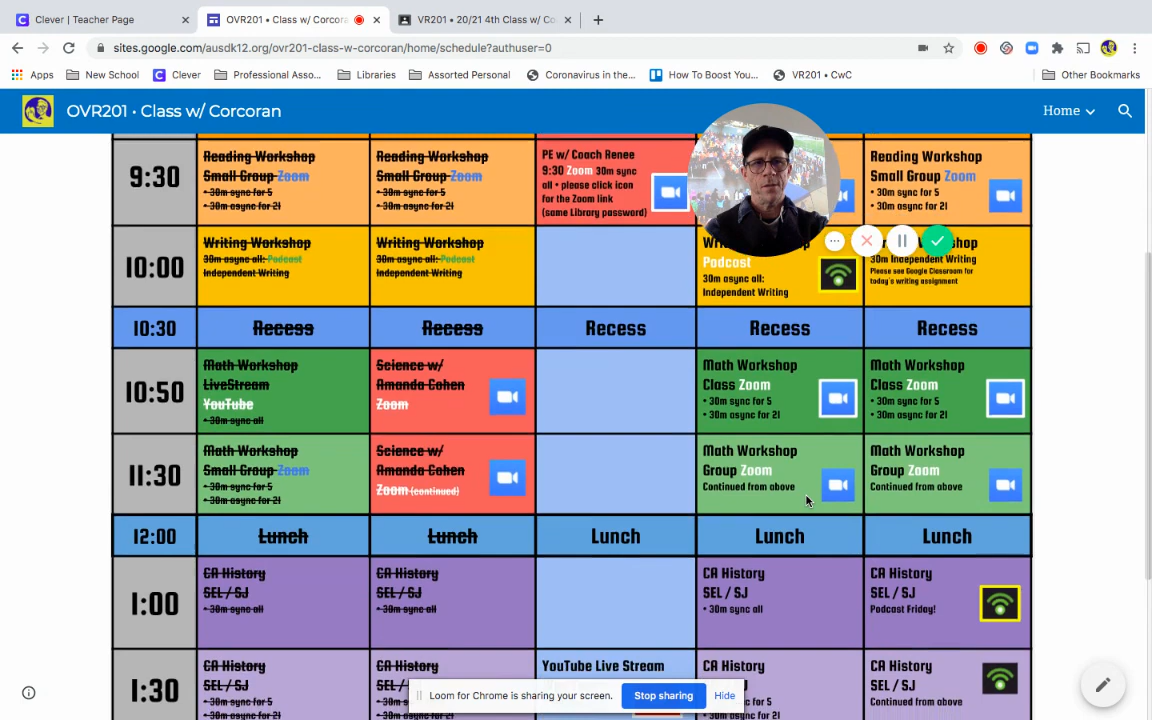 Clever | Teacher Page
OVR201 • Class w/ Corcoran
VR201 • 20/21 4th Class w/ Co
sites.google.com/ausdk12.org/ovr201-class-w-corcoran/home/schedule?authuser=0
Apps
New School
Clever
Professional Asso...
Libraries
Assorted Personal
Coronavirus in the...
How To Boost You...
VR201 • CwC
Other Bookmarks
OVR201 • Class w/ Corcoran
Home
9:30
Reading Workshop
Small Group Zoom
• 30m sync for 5
• 30m async for 21
Reading Workshop
Small Group Zoom
• 30m sync for 5
• 30m async for 21
PE w/ Coach Renee
9:30 Zoom 30m sync
all • please click icon
for the Zoom link
(same Library password)
Reading Workshop
Small Group Zoom
• 30m sync for 5
• 30m async for 21
10:00
Writing Workshop
30m async all: Podcast
Independent Writing
Writing Workshop
30m async all: Podcast
Independent Writing
Podcast
30m async all:
Independent Writing
30m Independent Writing
Please see Google Classroom for
today's writing assignment
10:30
Recess
Recess
Recess
Recess
Recess
10:50
Math Workshop
LiveStream
YouTube
• 30m sync all
Science w/
Amanda Cohen
Zoom
Math Workshop
Class Zoom
• 30m sync for 5
• 30m async for 21
Math Workshop
Class Zoom
• 30m sync for 5
• 30m async for 21
11:30
Math Workshop
Small Group Zoom
• 30m sync for 5
• 30m async for 21
Science w/
Amanda Cohen
Zoom (continued)
Math Workshop
Group Zoom
Continued from above
Math Workshop
Group Zoom
Continued from above
12:00
Lunch
Lunch
Lunch
Lunch
Lunch
1:00
CA History
SEL / SJ
• 30m sync all
CA History
SEL / SJ
• 30m sync all
CA History
SEL / SJ
• 30m sync all
CA History
SEL / SJ
Podcast Friday!
1:30
CA History
SEL / SJ
• 30m async
CA History
SEL / SJ
YouTube Live Stream
CA History
SEL / SJ
CA History
SEL / SJ
Continued from above
Loom for Chrome is sharing your screen.
Stop sharing
Hide